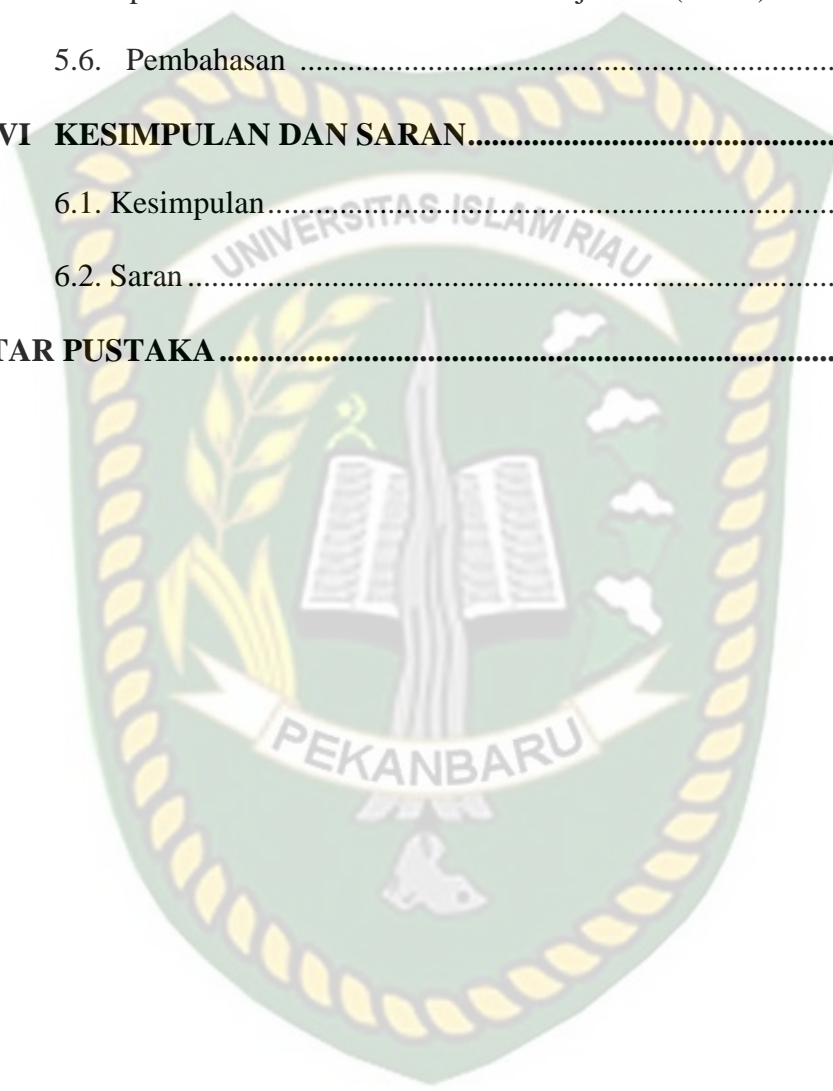 5.6. Pembahasan ........................................................................
VI KESIMPULAN DAN SARAN...............................................
6.1. Kesimpulan........................................................................
6.2. Saran..................................................................................
TAR PUSTAKA..............................................................................
UNIVERSITAS ISLAM RIAU
PEKANBARU